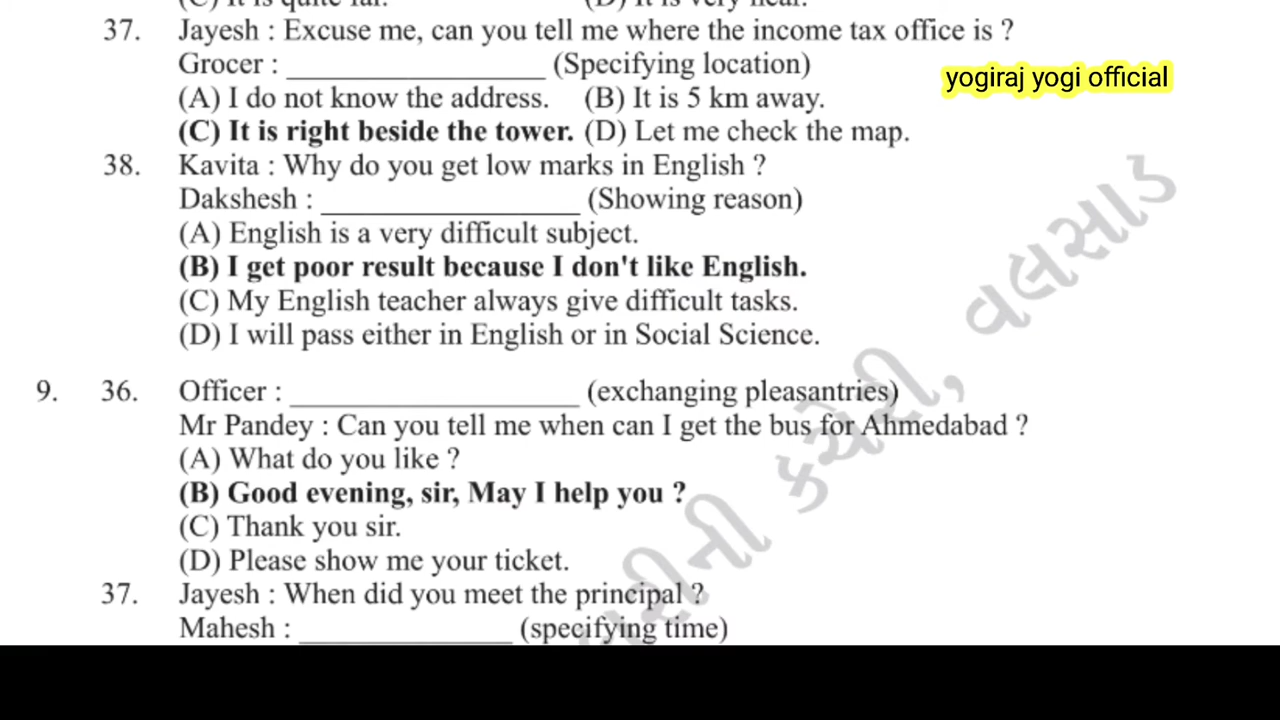 37. Jayesh : Excuse me, can you tell me where the income tax office is ?
Grocer : _________________ (Specifying location)
yogiraj yogi official
(A) I do not know the address. (B) It is 5 km away.
(C) It is right beside the tower. (D) Let me check the map.
38. Kavita : Why do you get low marks in English ?
Dakshesh : _________________ (Showing reason)
(A) English is a very difficult subject.
(B) I get poor result because I don't like English.
(C) My English teacher always give difficult tasks.
(D) I will pass either in English or in Social Science.
9. 36. Officer : ___________________ (exchanging pleasantries)
Mr Pandey : Can you tell me when can I get the bus for Ahmedabad ?
(A) What do you like ?
(B) Good evening, sir, May I help you ?
(C) Thank you sir.
(D) Please show me your ticket.
37. Jayesh : When did you meet the principal ?
Mahesh : ______________ (specifying time)
કચેરી, વલસાડ